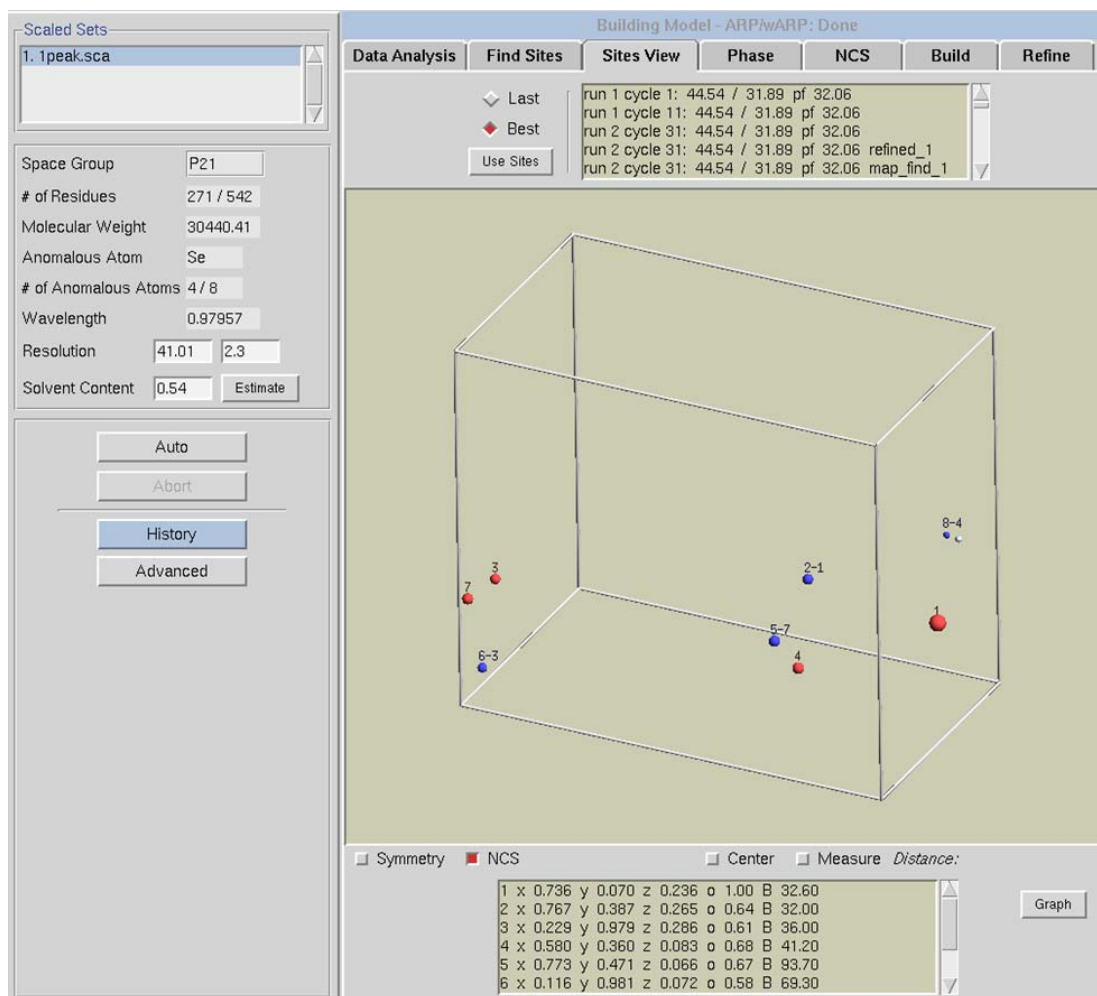 Scaled Sets
1. 1peak.sca
Space Group P21
# of Residues 271 / 542
Molecular Weight 30440.41
Anomalous Atom Se
# of Anomalous Atoms 4 / 8
Wavelength 0.97957
Resolution 41.01 2.3
Solvent Content 0.54 Estimate
Auto
Abort
History
Advanced
Building Model - ARP/wARP: Done
Data Analysis Find Sites Sites View Phase NCS Build Refine
Last
Best
Use Sites
run 1 cycle 1: 44.54 / 31.89 pf 32.06
run 1 cycle 11: 44.54 / 31.89 pf 32.06
run 2 cycle 31: 44.54 / 31.89 pf 32.06
run 2 cycle 31: 44.54 / 31.89 pf 32.06 refined_1
run 2 cycle 31: 44.54 / 31.89 pf 32.06 map_find_1
8-4
3
2-1
7
1
5-7
6-3
4
Symmetry NCS Center Measure Distance:
1 x 0.736 y 0.070 z 0.236 o 1.00 B 32.60
2 x 0.767 y 0.387 z 0.265 o 0.64 B 32.00
3 x 0.229 y 0.979 z 0.286 o 0.61 B 36.00
4 x 0.580 y 0.360 z 0.083 o 0.68 B 41.20
5 x 0.773 y 0.471 z 0.066 o 0.67 B 93.70
6 x 0.116 y 0.981 z 0.072 o 0.58 B 69.30
Graph